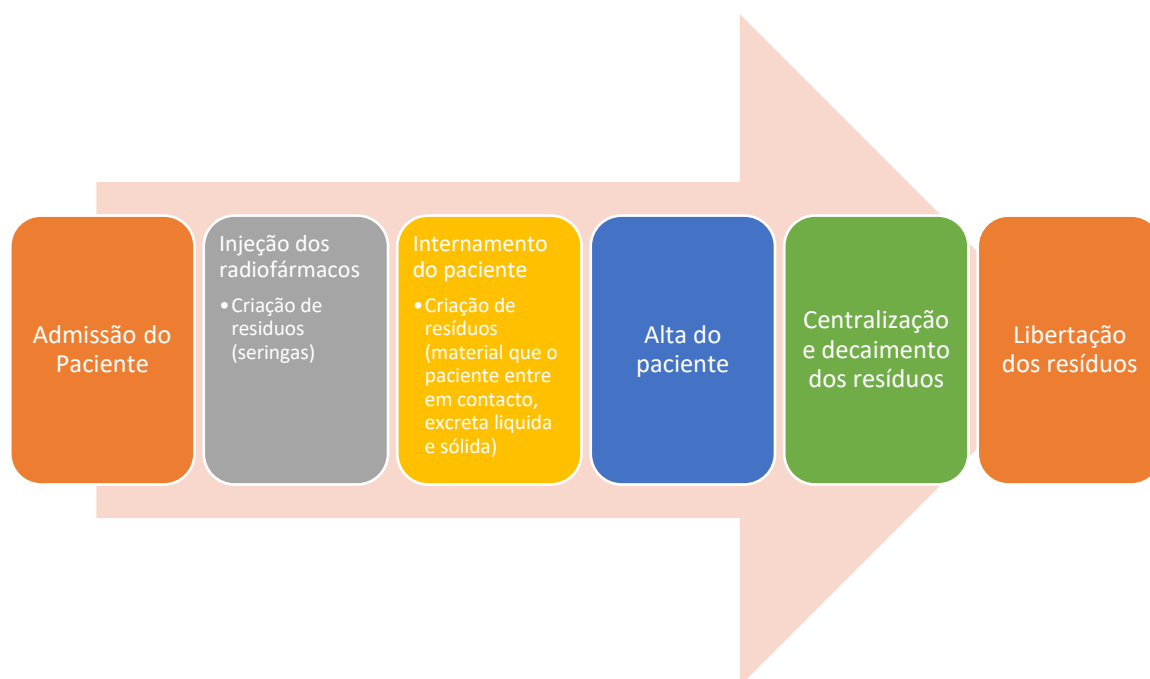 Admissão do
Paciente
Injeção dos
radiofármacos
•Criação de
residuos
(seringas)
Internamento
do paciente
•Criação de
resíduos
(material que o
paciente entre
em contacto,
excreta liquida
e sólida)
Alta do
paciente
Centralização
e decaimento
dos resíduos
Libertação
dos resíduos